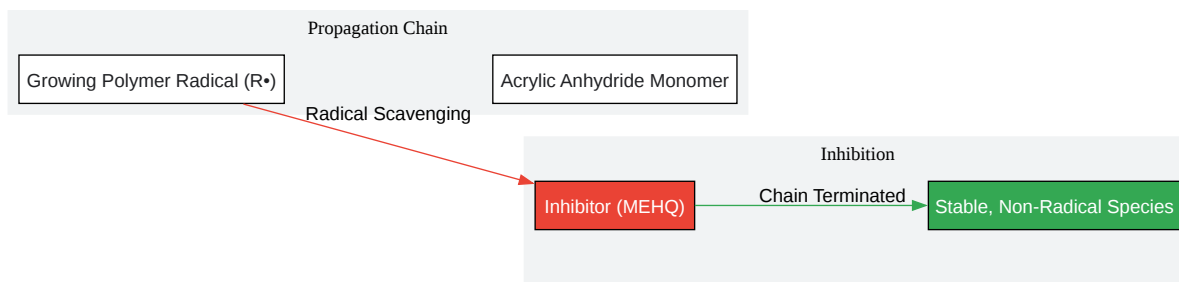 Propagation Chain
Growing Polymer Radical (R•)
Acrylic Anhydride Monomer
Radical Scavenging
Inhibition
Inhibitor (MEHQ)
Chain Terminated
Stable, Non-Radical Species